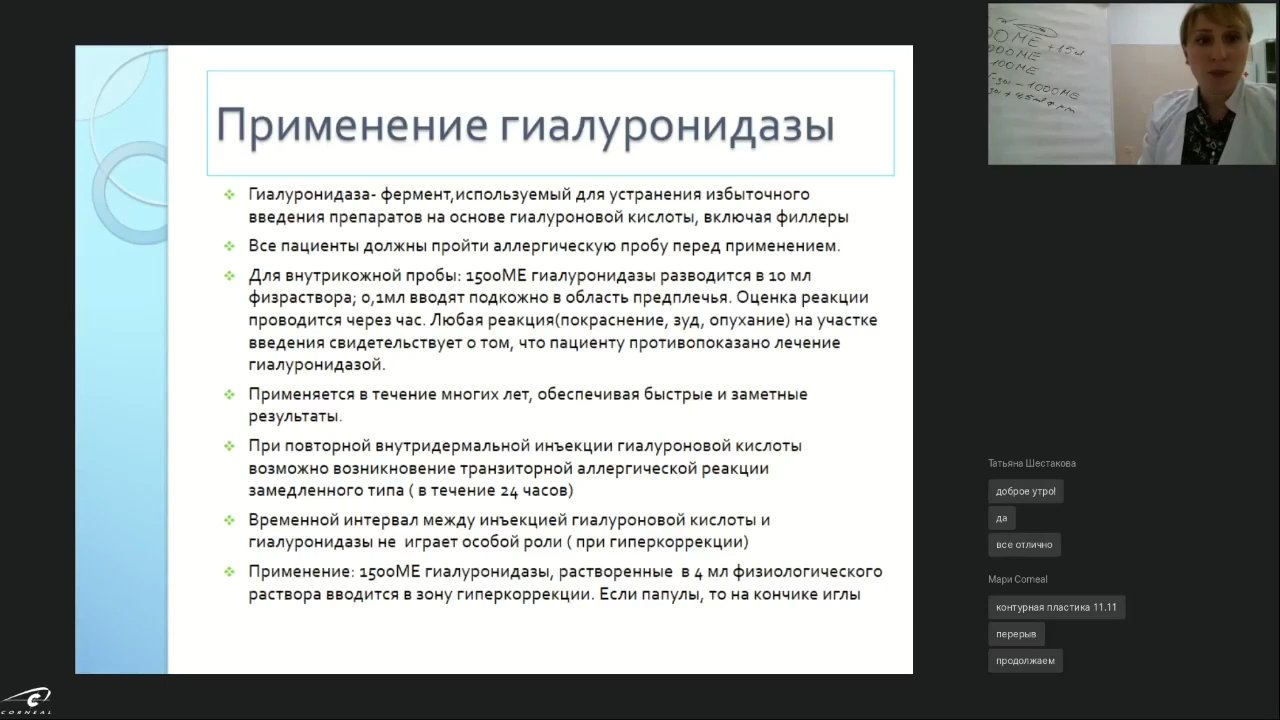 Применение гиалуронидазы
Гиалуронидаза- фермент,используемый для устранения избыточного
введения препаратов на основе гиалуроновой кислоты, включая филлеры
Все пациенты должны пройти аллергическую пробу перед применением.
Для внутрикожной пробы: 1500МЕ гиалуронидазы разводится в 10 мл
физраствора; 0,1мл вводят подкожно в область предплечья. Оценка реакции
проводится через час. Любая реакция(покраснение, зуд, опухание) на участке
введения свидетельствует о том, что пациенту противопоказано лечение
гиалуронидазой.
Применяется в течение многих лет, обеспечивая быстрые и заметные
результаты.
При повторной внутридермальной инъекции гиалуроновой кислоты
возможно возникновение транзиторной аллергической реакции
замедленного типа ( в течение 24 часов)
Временной интервал между инъекцией гиалуроновой кислоты и
гиалуронидазы не играет особой роли ( при гиперкоррекции)
Применение: 1500МЕ гиалуронидазы, растворенные в 4 мл физиологического
раствора вводится в зону гиперкоррекции. Если папулы, то на кончике иглы
1000МЕ
Татьяна Шестакова
доброе утро!
да
все отлично
Мари Corneal
контурная пластика 11.11
перерыв
продолжаем
CORNEAL